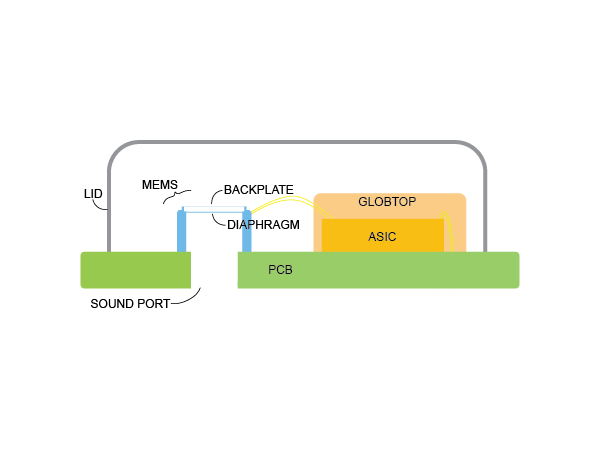 MEMS
BACKPLATE
LID
GLOBTOP
DIAPHRAGM
ASIC
PCB
SOUND PORT